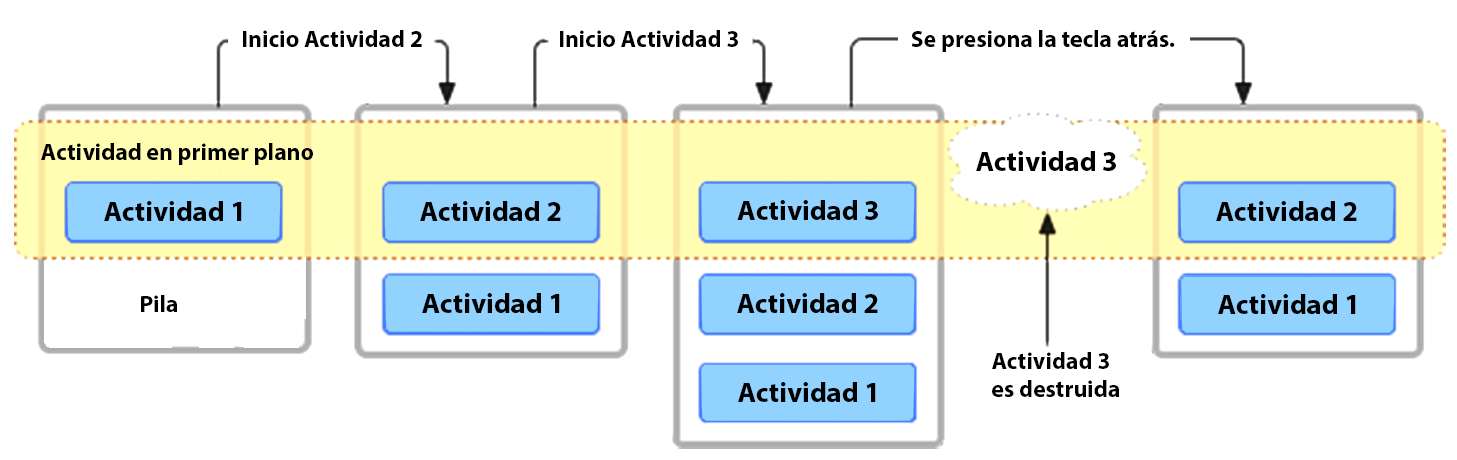 Inicio Actividad 2
Inicio Actividad 3
Se presiona la tecla atrás.
Actividad en primer plano
Actividad 1
Pila
Actividad 2
Actividad 1
Actividad 3
Actividad 2
Actividad 1
Actividad 3
Actividad 3
es destruida
Actividad 2
Actividad 1